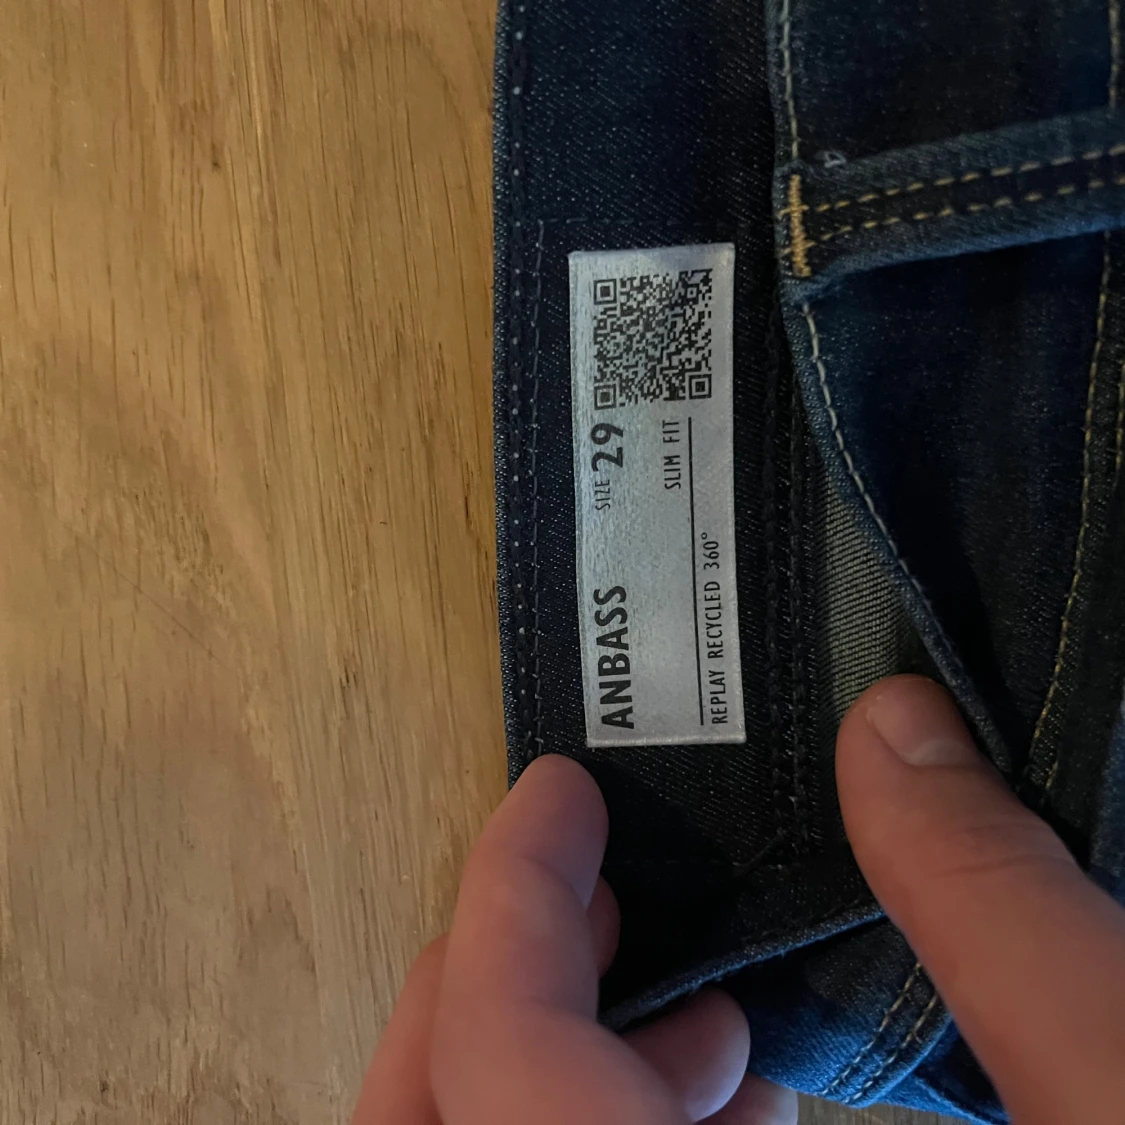 ANBASS
SIZE 29
SLIM FIT
REPLAY RECYCLED 360°